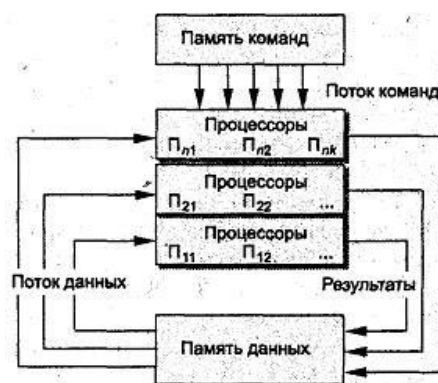 Память команд
Поток команд
Процессоры
Пn1 Пn2 Пnk
Процессоры
П21 П22 ...
Процессоры
П11 П12 ...
Поток данных
Результаты
Память данных